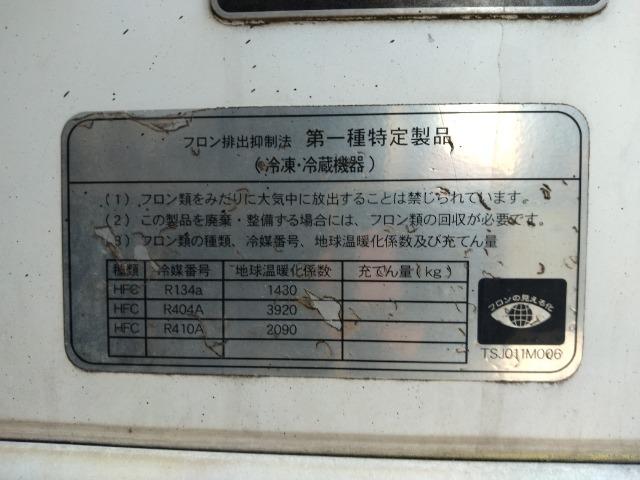 フロン排出抑制法 第一種特定製品
(冷凍・冷蔵機器)
(1) フロン類をみだりに大気中に放出することは禁じられています。
(2) この製品を廃棄・整備する場合には、フロン類の回収が必要です。
(3) フロン類の種類、冷媒番号、地球温暖化係数及び充てん量
種類 冷媒番号 地球温暖化係数 充てん量(kg)
HFC R134a 1430
HFC R404A 3920
HFC R410A 2090
フロンの見える化
TSJ011M006